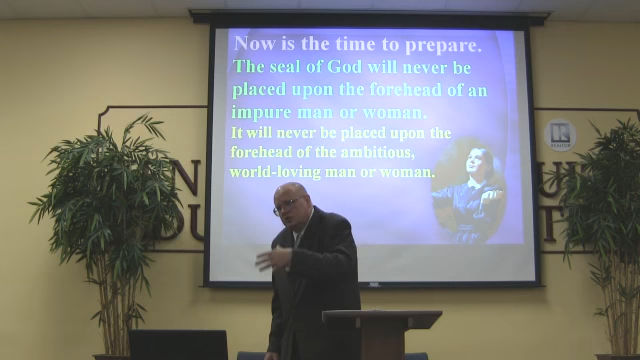 Now is the time to prepare.
The seal of God will never be
placed upon the forehead of an
impure man or woman.
It will never be placed upon the
forehead of the ambitious,
world-loving man or woman.
R
REALTOR